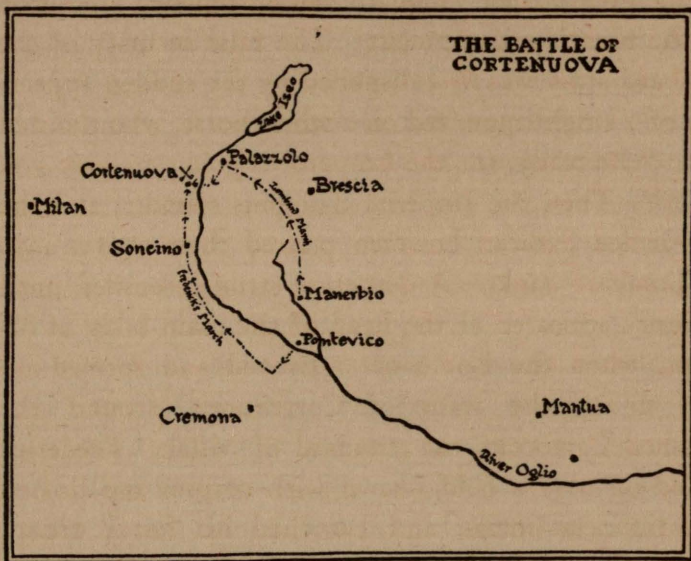 THE BATTLE OF
CORTENUOVA
Lake Iseo
Palazzolo
Cortenuova
Brescia
Milan
Lombard March
Soncino
Manerbio
Frederick's March
Pontevico
Cremona
Mantua
River Oglio